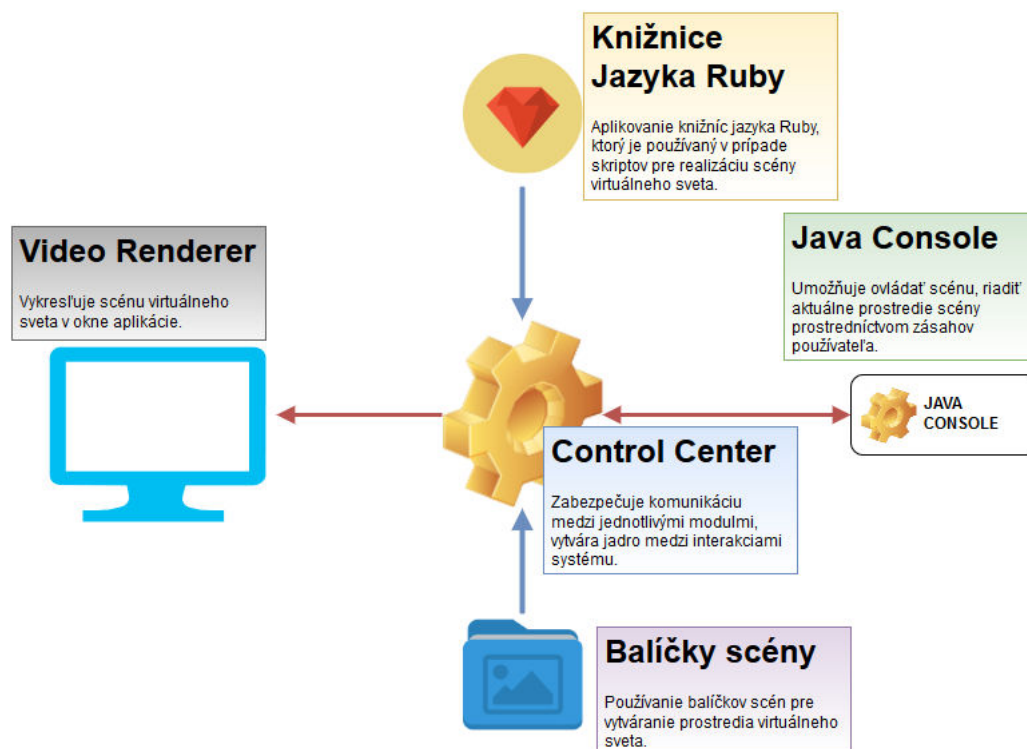 Knižnice
Jazyka Ruby
Aplikovanie knižníc jazyka Ruby,
ktorý je používaný v prípade
skriptov pre realizáciu scény
virtuálneho sveta.
Video Renderer
Vykresľuje scénu virtuálneho
sveta v okne aplikácie.
Java Console
Umožňuje ovládať scénu, riadiť
aktuálne prostredie scény
prostredníctvom zásahov
používateľa.
JAVA
CONSOLE
Control Center
Zabezpečuje komunikáciu
medzi jednotlivými modulmi,
vytvára jadro medzi interakciami
systému.
Balíčky scény
Používanie balíčkov scén pre
vytváranie prostredia virtuálneho
sveta.